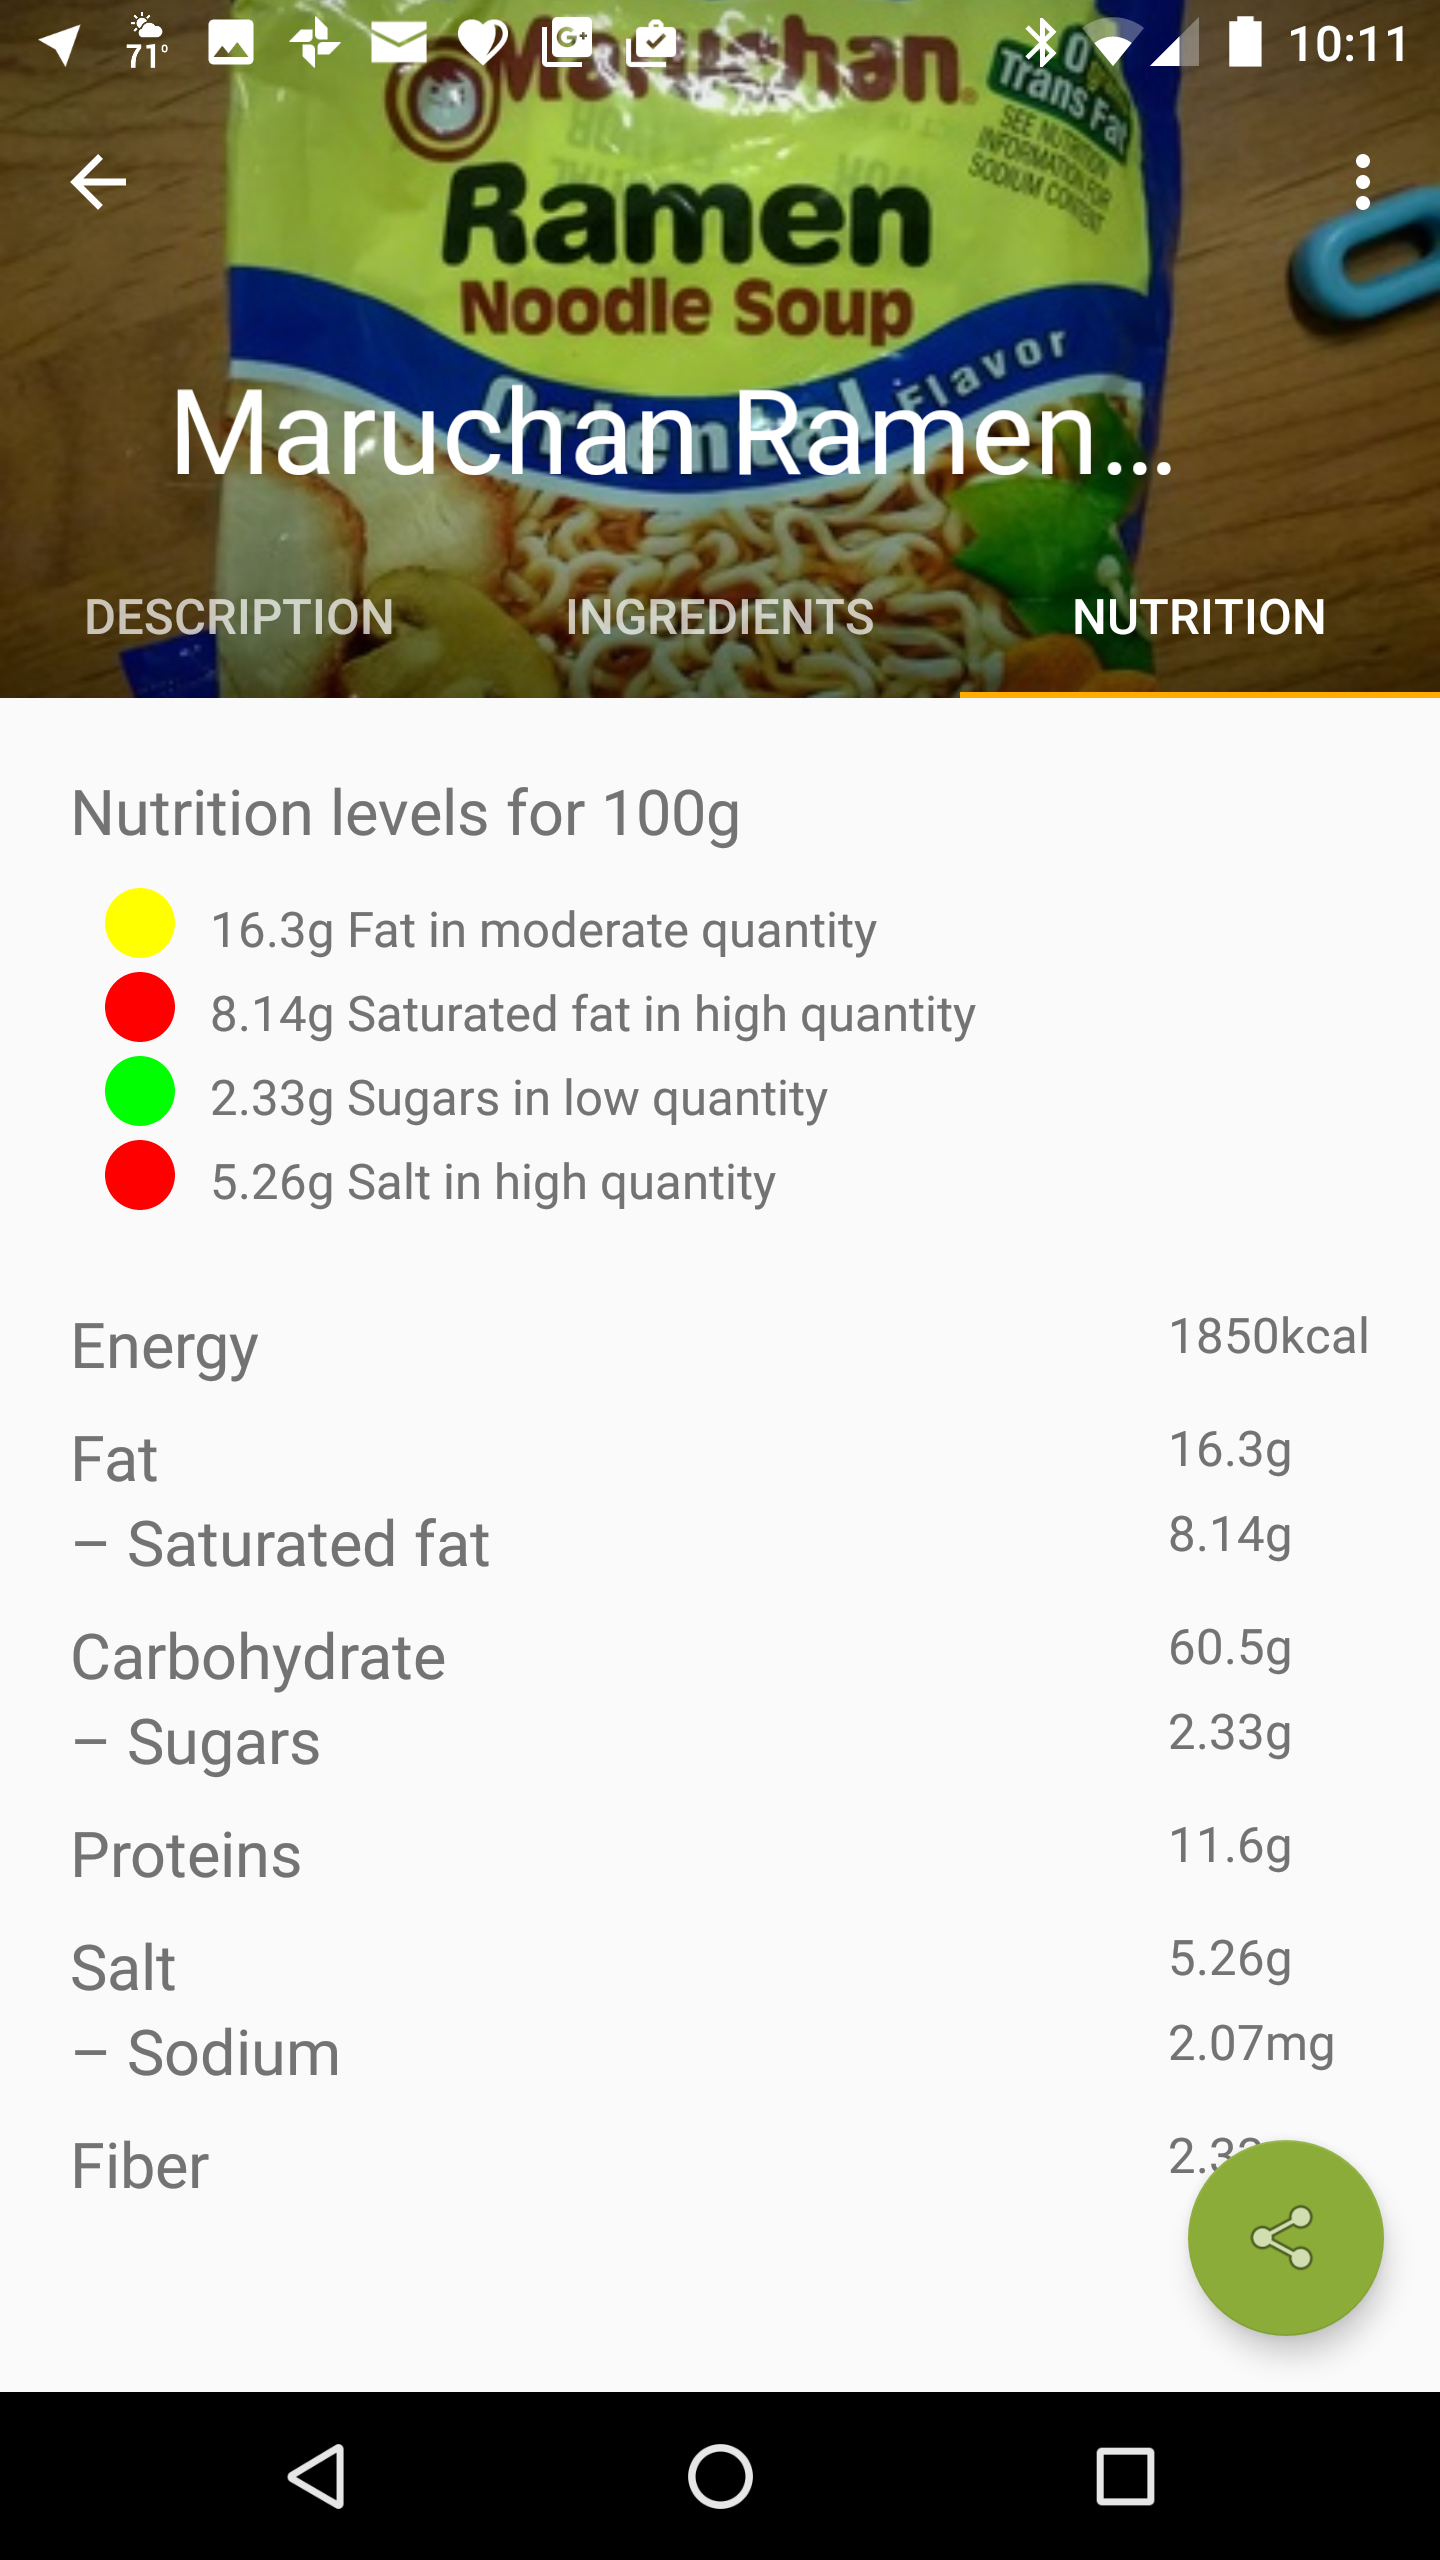 71°
10:11
Maruchan
0g
Trans Fat
SEE NUTRITION
INFORMATION FOR
SODIUM CONTENT
Ramen
Noodle Soup
Oriental Flavor
Maruchan Ramen...
DESCRIPTION
INGREDIENTS
NUTRITION
Nutrition levels for 100g
16.3g Fat in moderate quantity
8.14g Saturated fat in high quantity
2.33g Sugars in low quantity
5.26g Salt in high quantity
Energy 1850kcal
Fat 16.3g
– Saturated fat 8.14g
Carbohydrate 60.5g
– Sugars 2.33g
Proteins 11.6g
Salt 5.26g
– Sodium 2.07mg
Fiber